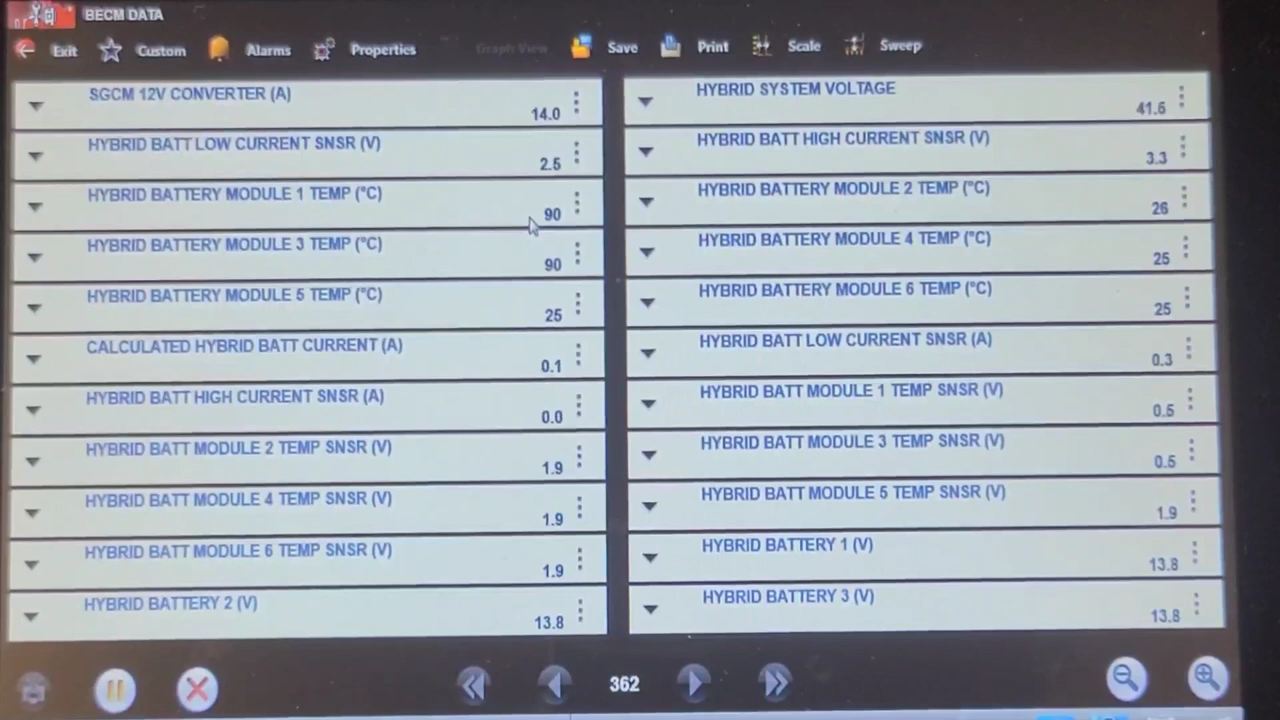 BECM DATA
Exit Custom Alarms Properties Graph View Save Print Scale Sweep
SGCM 12V CONVERTER (A)
14.0
HYBRID SYSTEM VOLTAGE
41.6
HYBRID BATT LOW CURRENT SNSR (V)
2.5
HYBRID BATT HIGH CURRENT SNSR (V)
3.3
HYBRID BATTERY MODULE 1 TEMP (°C)
90
HYBRID BATTERY MODULE 2 TEMP (°C)
26
HYBRID BATTERY MODULE 3 TEMP (°C)
90
HYBRID BATTERY MODULE 4 TEMP (°C)
25
HYBRID BATTERY MODULE 5 TEMP (°C)
25
HYBRID BATTERY MODULE 6 TEMP (°C)
25
CALCULATED HYBRID BATT CURRENT (A)
0.1
HYBRID BATT LOW CURRENT SNSR (A)
0.3
HYBRID BATT HIGH CURRENT SNSR (A)
0.0
HYBRID BATT MODULE 1 TEMP SNSR (V)
0.5
HYBRID BATT MODULE 2 TEMP SNSR (V)
1.9
HYBRID BATT MODULE 3 TEMP SNSR (V)
0.5
HYBRID BATT MODULE 4 TEMP SNSR (V)
1.9
HYBRID BATT MODULE 5 TEMP SNSR (V)
1.9
HYBRID BATT MODULE 6 TEMP SNSR (V)
1.9
HYBRID BATTERY 1 (V)
13.8
HYBRID BATTERY 2 (V)
13.8
HYBRID BATTERY 3 (V)
13.8
362